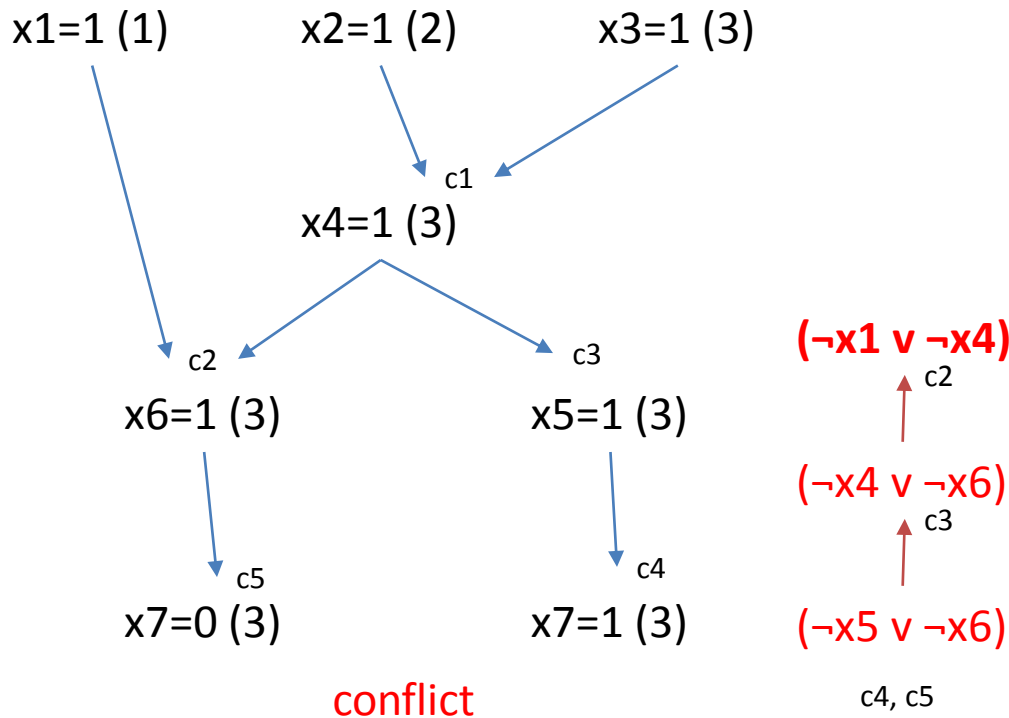 x1=1 (1)
x2=1 (2)
x3=1 (3)
c1
x4=1 (3)
c2
c3
x6=1 (3)
x5=1 (3)
c5
c4
x7=0 (3)
x7=1 (3)
conflict
(¬x1 v ¬x4)
c2
(¬x4 v ¬x6)
c3
(¬x5 v ¬x6)
c4, c5